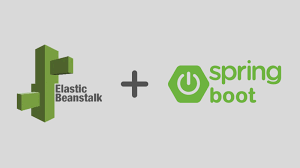 Elastic
Beanstalk
+
spring
boot